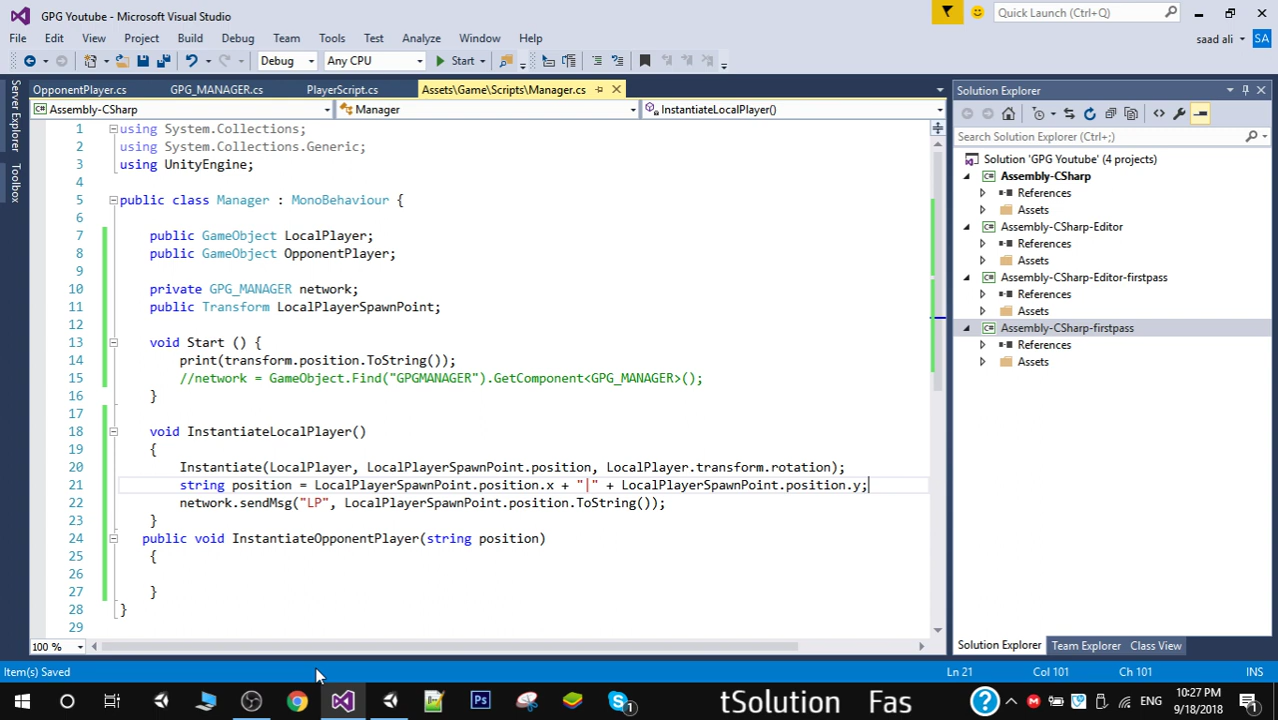 GPG Youtube - Microsoft Visual Studio
Quick Launch (Ctrl+Q)
File Edit View Project Build Debug Team Tools Test Analyze Window Help
saad ali SA
Debug Any CPU Start
Server Explorer
Toolbox
OpponentPlayer.cs GPG_MANAGER.cs PlayerScript.cs Assets\Game\Scripts\Manager.cs
Assembly-CSharp Manager InstantiateLocalPlayer()
1 using System.Collections;
2 using System.Collections.Generic;
3 using UnityEngine;
4
5 public class Manager : MonoBehaviour {
6
7 public GameObject LocalPlayer;
8 public GameObject OpponentPlayer;
9
10 private GPG_MANAGER network;
11 public Transform LocalPlayerSpawnPoint;
12
13 void Start () {
14 print(transform.position.ToString());
15 //network = GameObject.Find("GPGMANAGER").GetComponent<GPG_MANAGER>();
16 }
17
18 void InstantiateLocalPlayer()
19 {
20 Instantiate(LocalPlayer, LocalPlayerSpawnPoint.position, LocalPlayer.transform.rotation);
21 string position = LocalPlayerSpawnPoint.position.x + "|" + LocalPlayerSpawnPoint.position.y;
22 network.sendMsg("LP", LocalPlayerSpawnPoint.position.ToString());
23 }
24 public void InstantiateOpponentPlayer(string position)
25 {
26
27 }
28 }
29
100 %
Solution Explorer
Search Solution Explorer (Ctrl+;)
Solution 'GPG Youtube' (4 projects)
Assembly-CSharp
References
Assets
Assembly-CSharp-Editor
References
Assets
Assembly-CSharp-Editor-firstpass
References
Assets
Assembly-CSharp-firstpass
References
Assets
Solution Explorer Team Explorer Class View
Item(s) Saved Ln 21 Col 101 Ch 101 INS
Ps 1 tSolution Fas ENG 10:27 PM
9/18/2018 1